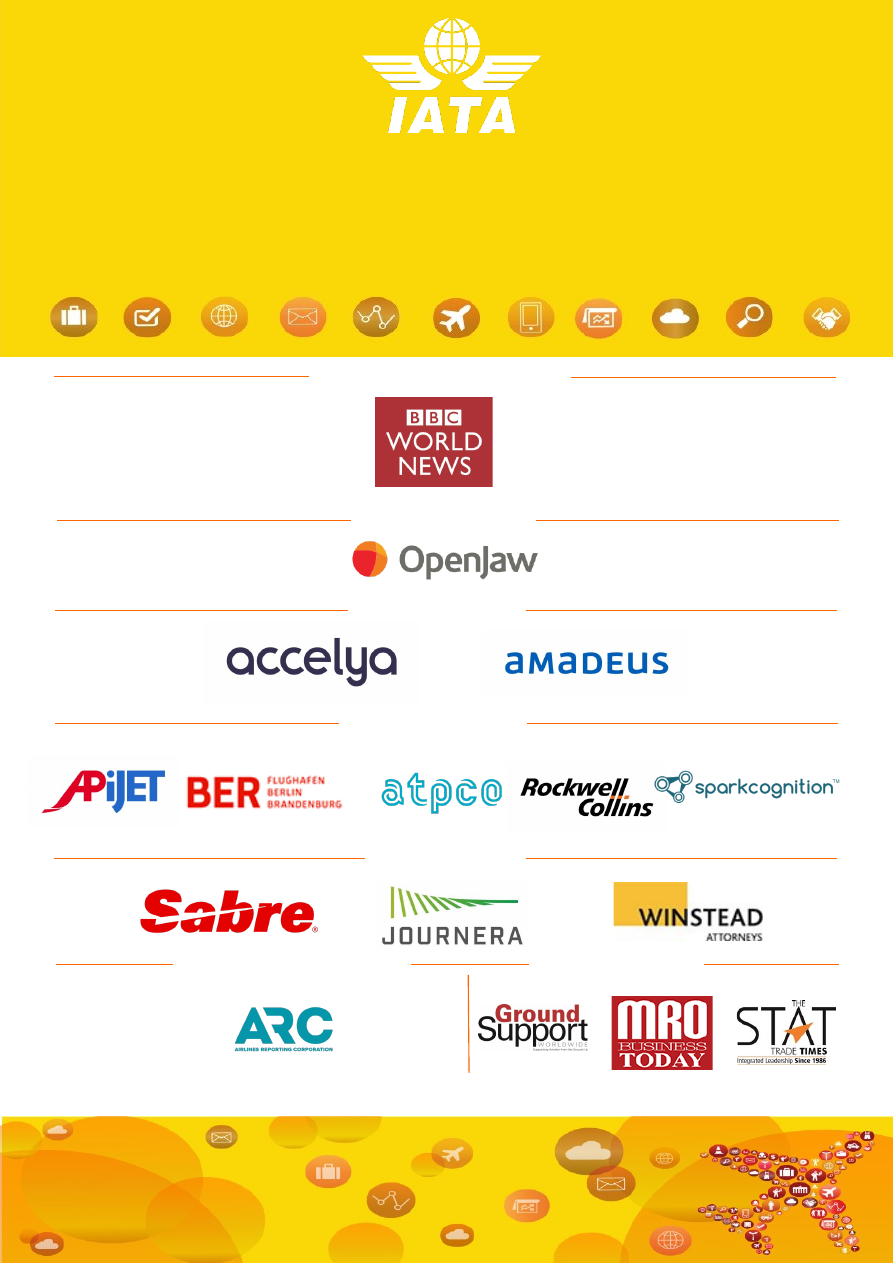 IATA
BBC
WORLD
NEWS
OpenJaw
accelya
amadeus
APiJET
BER FLUGHAFEN
BERLIN
BRANDENBURG
atpco
Rockwell
Collins
sparkcognition™
Sabre®
JOURNERA
WINSTEAD
ATTORNEYS
ARC
AIRLINES REPORTING CORPORATION
Ground
Support
WORLDWIDE
MRO
BUSINESS
TODAY
THE
STAT
TRADE TIMES
Integrated Leadership Since 1986